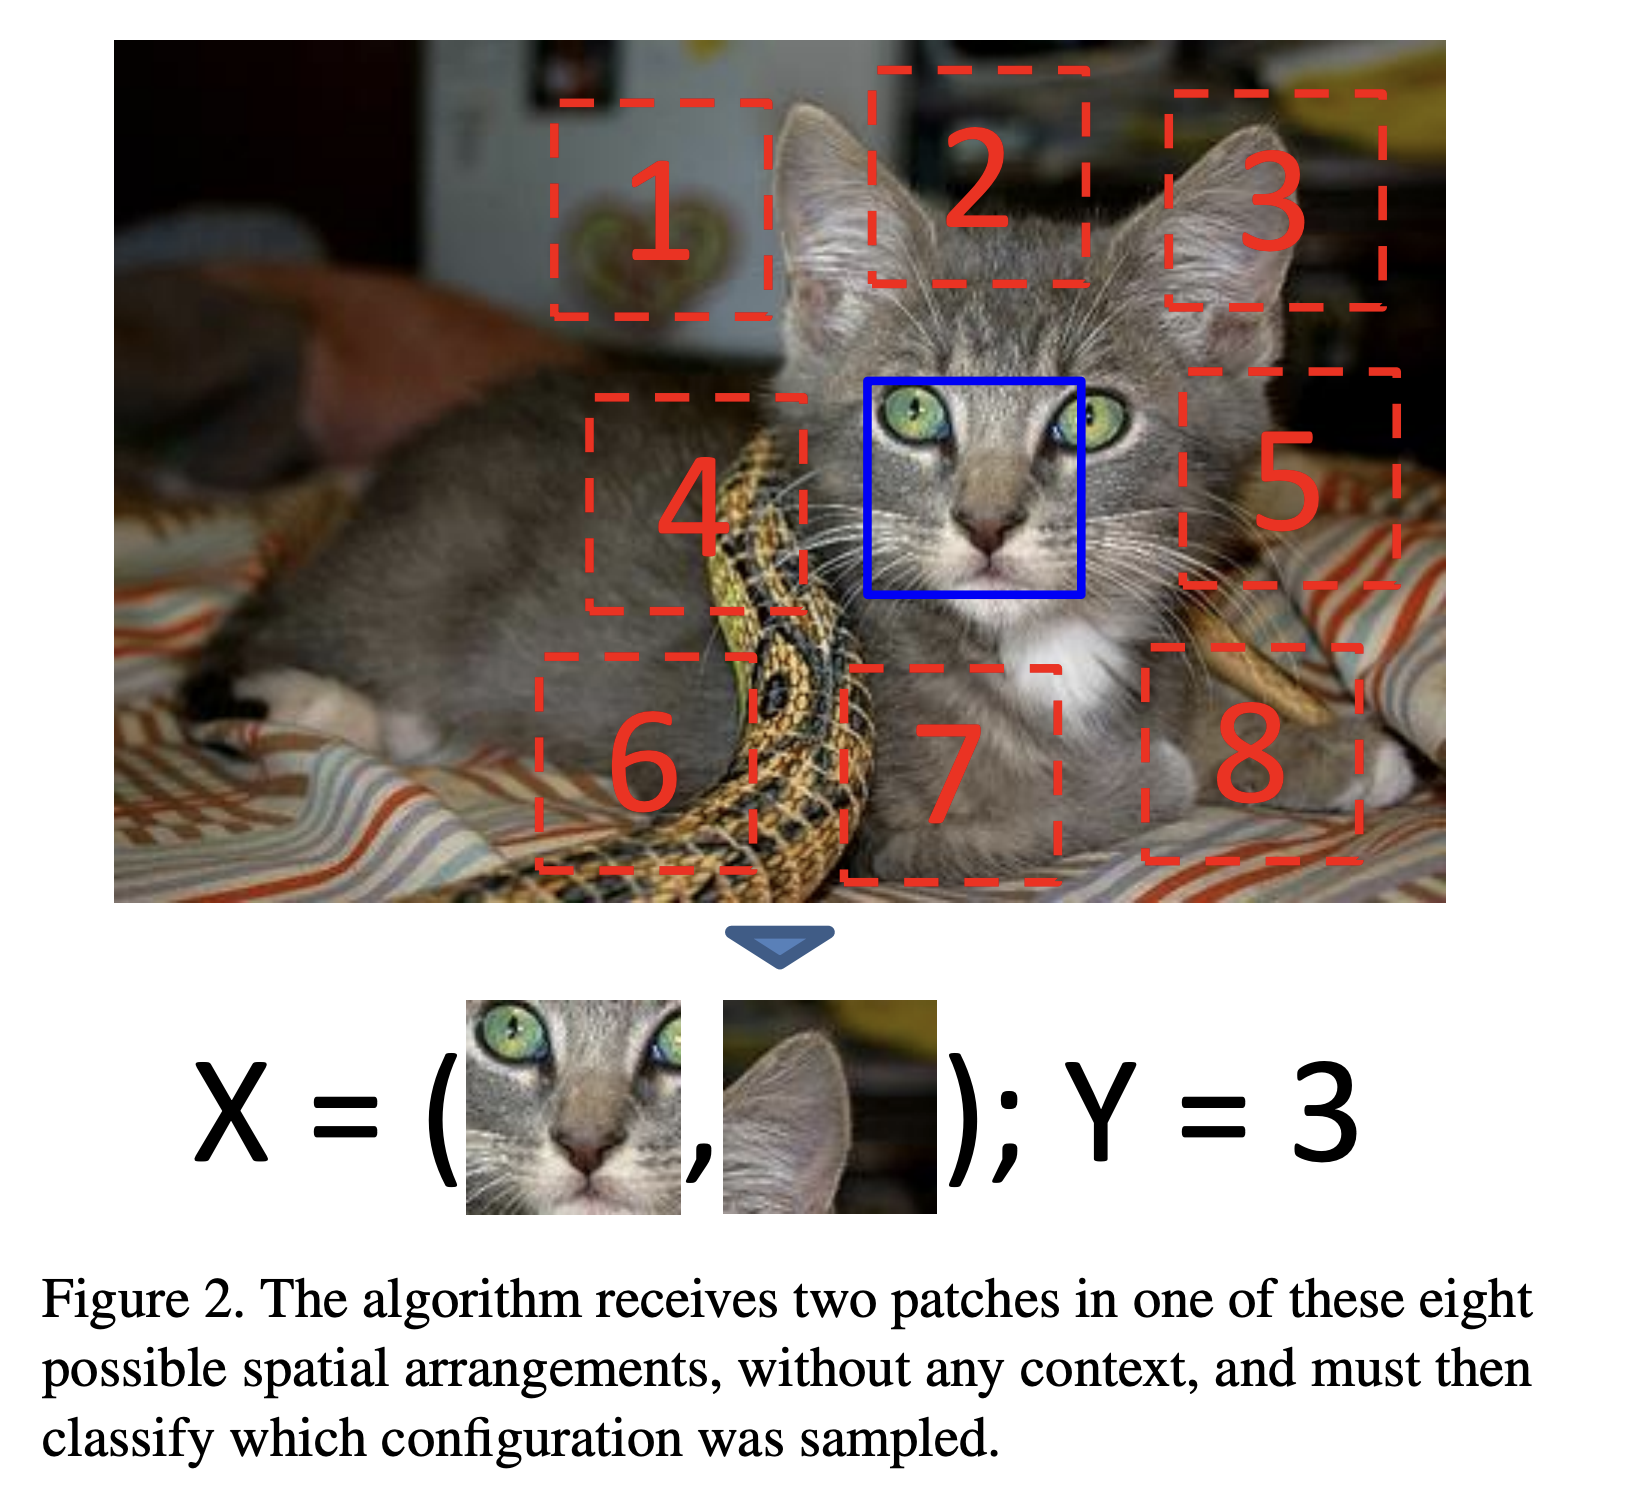 1 2 3
4 5
6 7 8
X = ( , ); Y = 3
Figure 2. The algorithm receives two patches in one of these eight
possible spatial arrangements, without any context, and must then
classify which configuration was sampled.